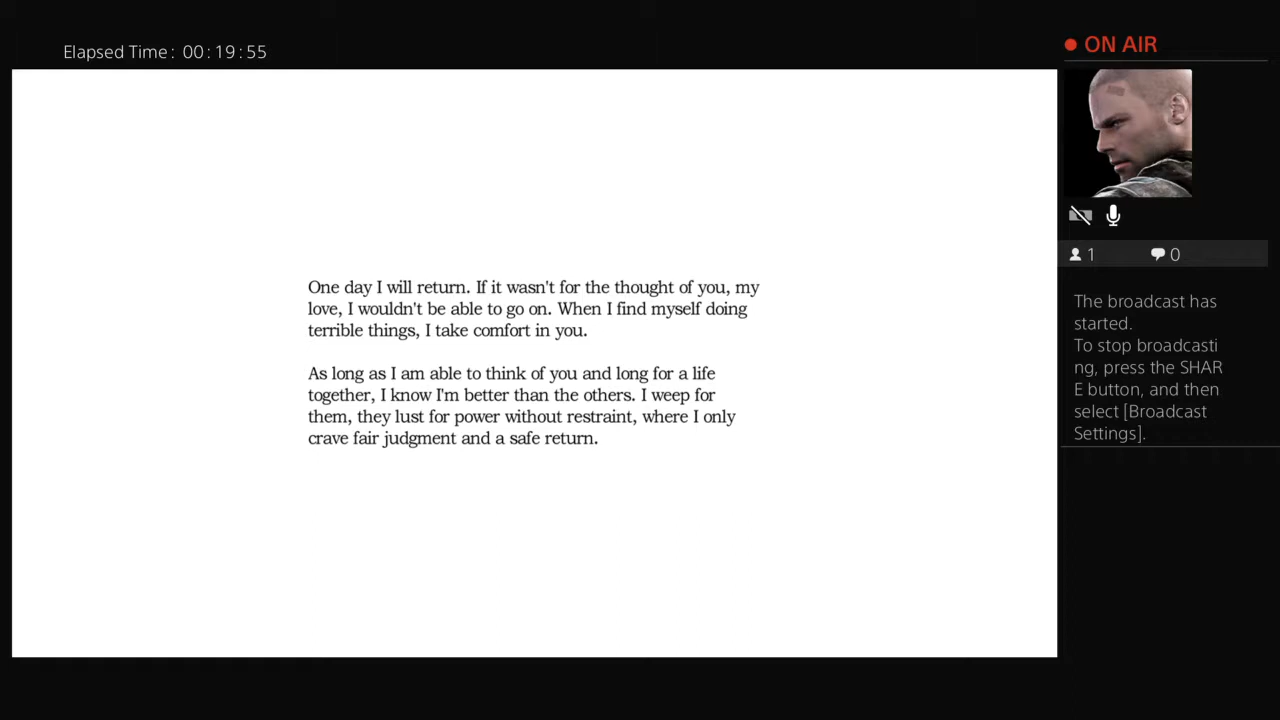 Elapsed Time: 00:19:55
ON AIR
1 0
One day I will return. If it wasn't for the thought of you, my
love, I wouldn't be able to go on. When I find myself doing
terrible things, I take comfort in you.
As long as I am able to think of you and long for a life
together, I know I'm better than the others. I weep for
them, they lust for power without restraint, where I only
crave fair judgment and a safe return.
The broadcast has
started.
To stop broadcasti
ng, press the SHAR
E button, and then
select [Broadcast
Settings].